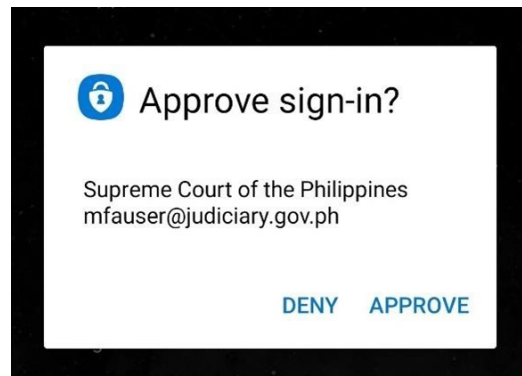 Approve sign-in?
Supreme Court of the Philippines
mfauser@judiciary.gov.ph
DENY APPROVE